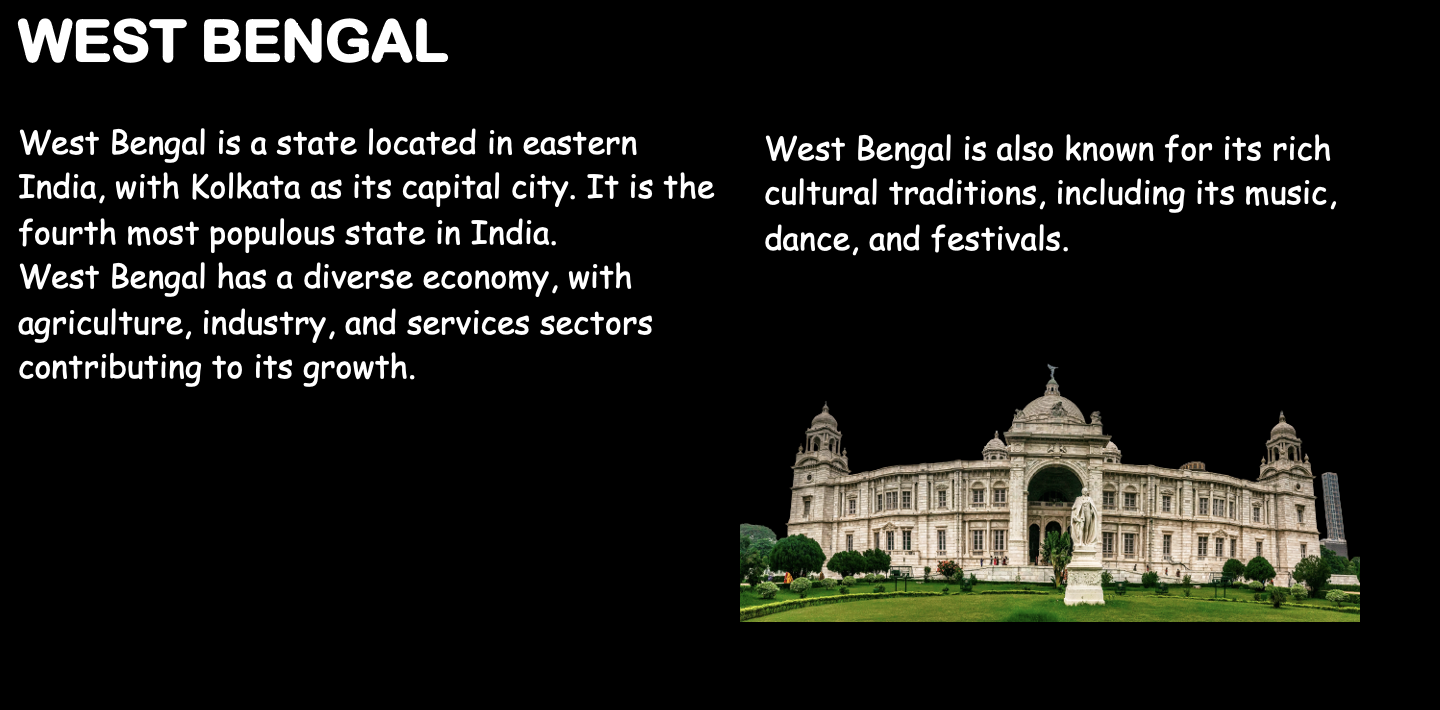 WEST BENGAL
West Bengal is a state located in eastern
India, with Kolkata as its capital city. It is the
fourth most populous state in India.
West Bengal has a diverse economy, with
agriculture, industry, and services sectors
contributing to its growth.
West Bengal is also known for its rich
cultural traditions, including its music,
dance, and festivals.